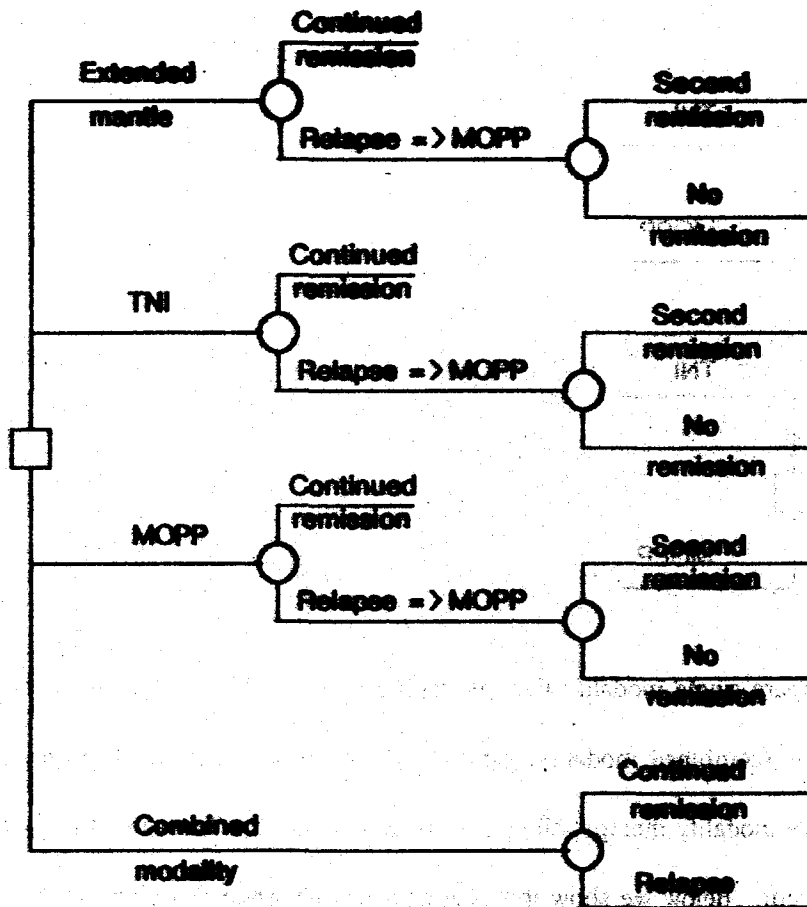 Continued
remission
Extended
mantle
Relapse => MOPP
Second
remission
No
remission
Continued
remission
TNI
Relapse => MOPP
Second
remission
TNI
No
remission
Continued
remission
MOPP
Relapse => MOPP
Second
remission
No
remission
Continued
remission
Combined
modality
Relapse